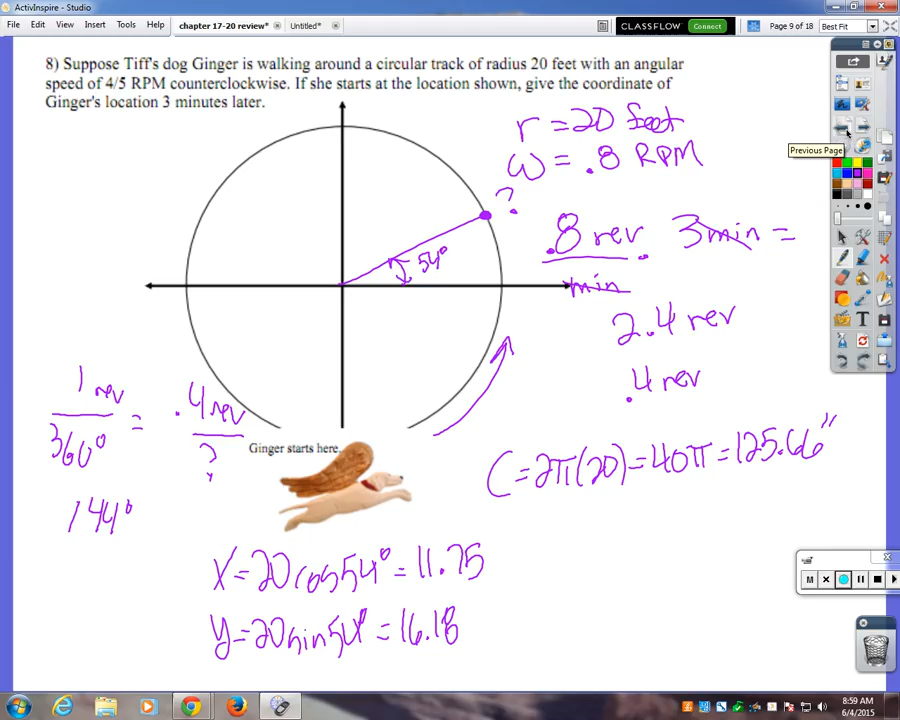 ActivInspire - Studio
File Edit View Insert Tools Help
chapter 17-20 review*
Untitled*
CLASSFLOW Connect
Page 9 of 18
Best Fit
8) Suppose Tiff's dog Ginger is walking around a circular track of radius 20 feet with an angular
speed of 4/5 RPM counterclockwise. If she starts at the location shown, give the coordinate of
Ginger's location 3 minutes later.
r = 20 feet
ω = .8 RPM
Previous Page
?
54°
.8 rev . 3 min =
min
2.4 rev
.4 rev
1 rev = .4 rev
360° ?
144°
Ginger starts here.
C = 2π(20) = 40π = 125.66"
X = 20 cos 54° = 11.75
y = 20 sin 54° = 16.18
M
8:59 AM
6/4/2015